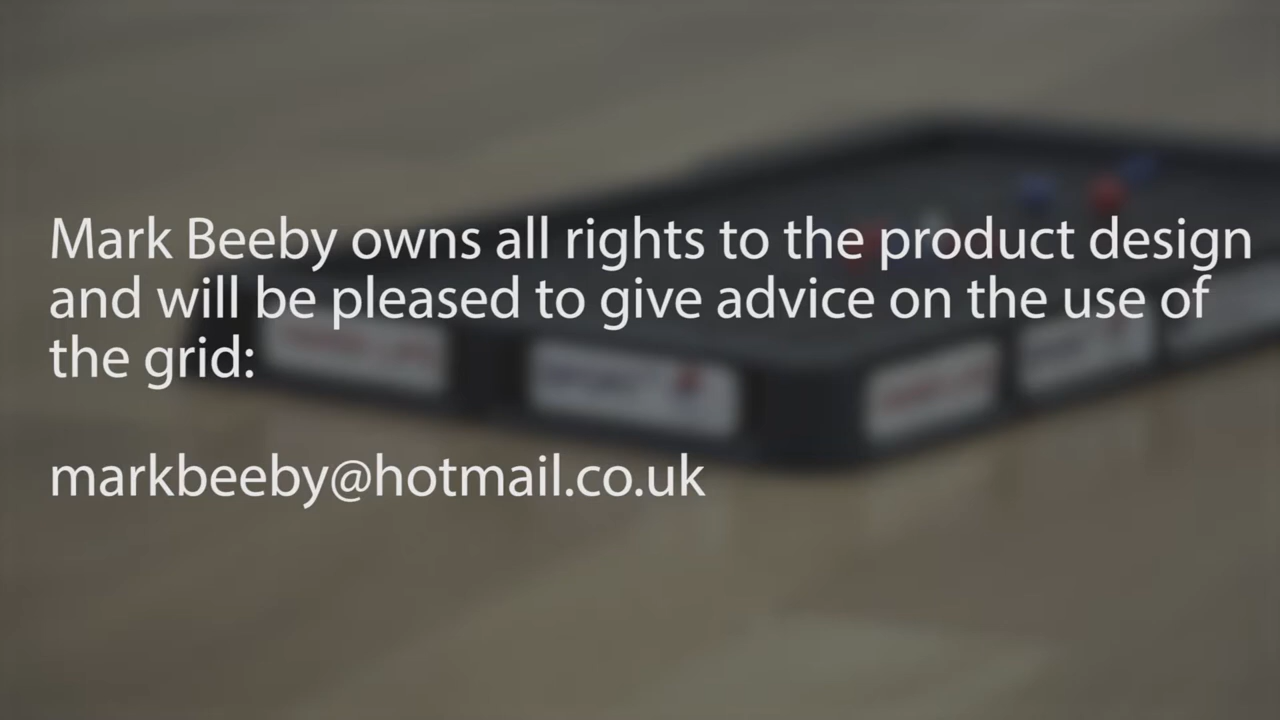 Mark Beeby owns all rights to the product design
and will be pleased to give advice on the use of
the grid:
markbeeby@hotmail.co.uk